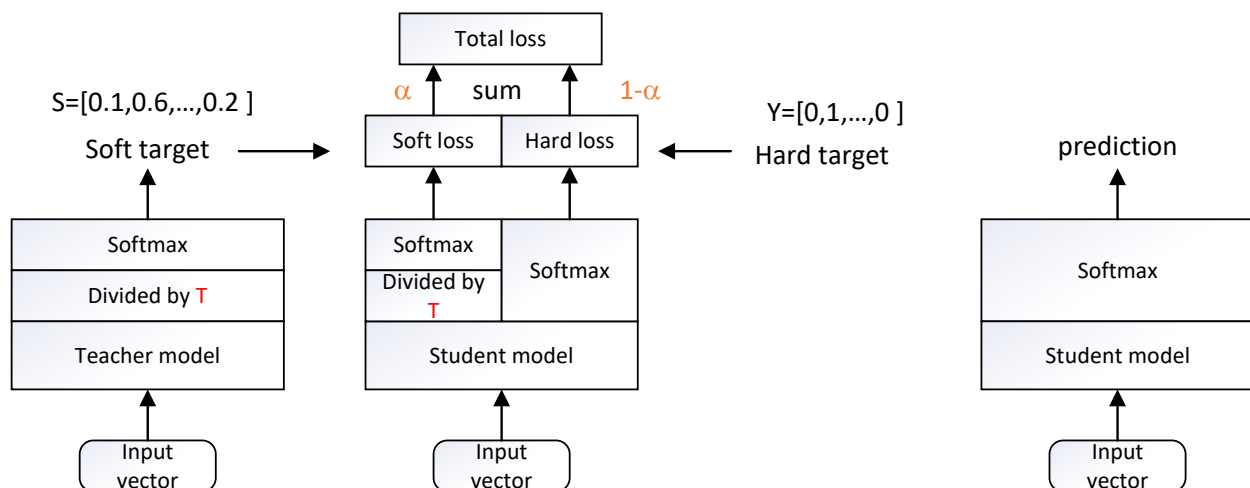 Total loss
α
sum
1-α
S=[0.1,0.6,...,0.2 ]
Y=[0,1,...,0 ]
Soft target
Soft loss
Hard loss
Hard target
prediction
Softmax
Divided by T
Teacher model
Input
vector
Softmax
Divided by
T
Softmax
Student model
Input
vector
Softmax
Student model
Input
vector